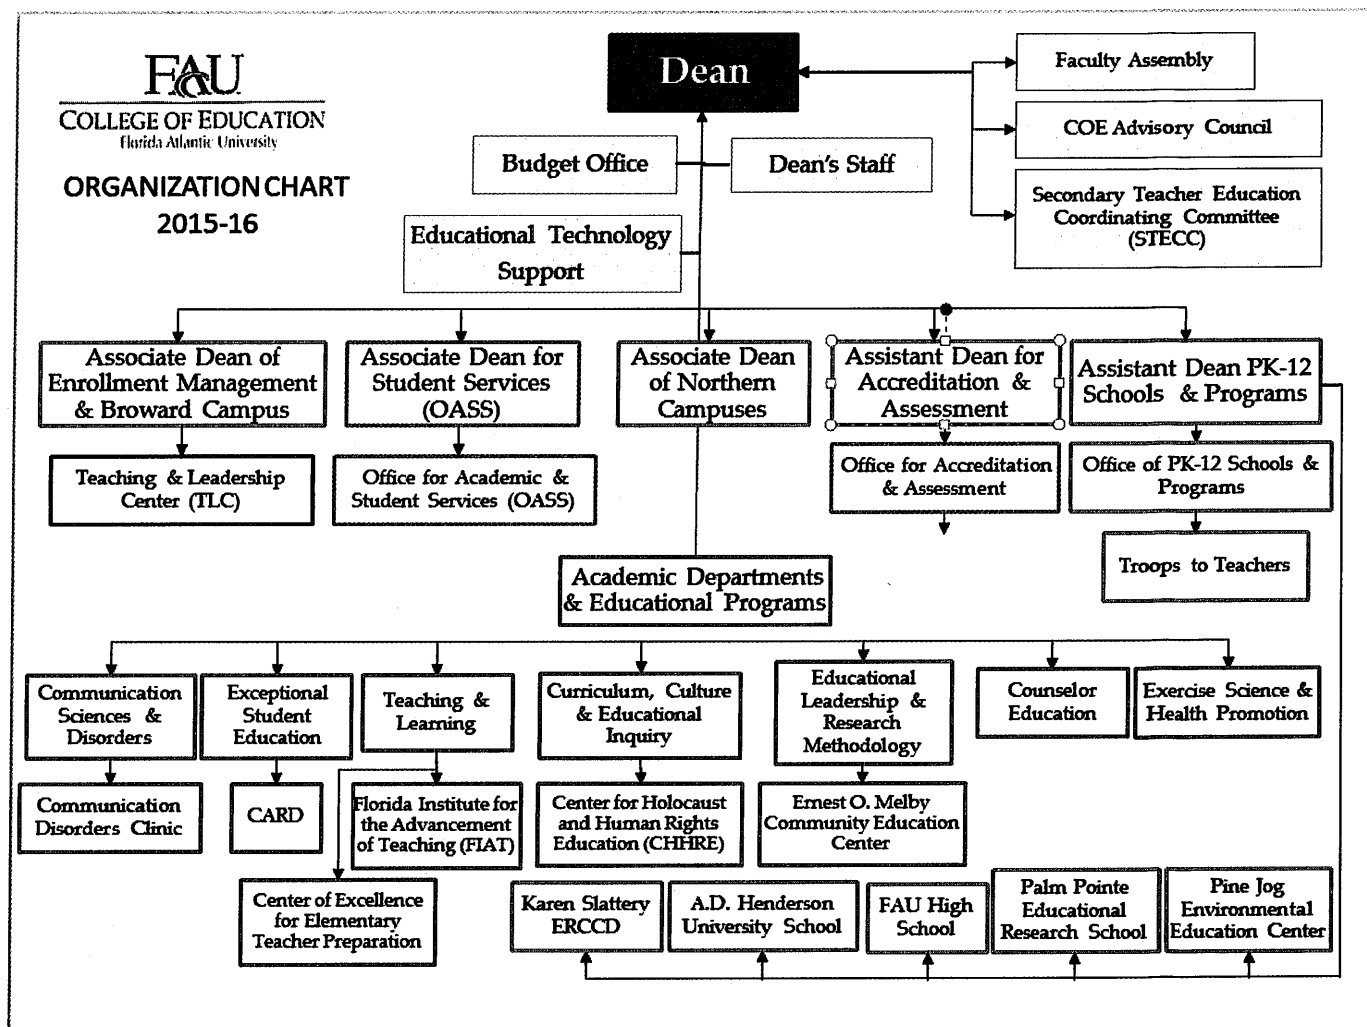 FAU
COLLEGE OF EDUCATION
Florida Atlantic University
ORGANIZATION CHART
2015-16
Dean
Faculty Assembly
COE Advisory Council
Secondary Teacher Education
Coordinating Committee
(STECC)
Budget Office
Dean's Staff
Educational Technology
Support
Associate Dean of
Enrollment Management
& Broward Campus
Associate Dean for
Student Services
(OASS)
Associate Dean
of Northern
Campuses
Assistant Dean for
Accreditation &
Assessment
Assistant Dean PK-12
Schools & Programs
Teaching & Leadership
Center (TLC)
Office for Academic &
Student Services (OASS)
Office for Accreditation
& Assessment
Office of PK-12 Schools &
Programs
Troops to Teachers
Academic Departments
& Educational Programs
Communication
Sciences &
Disorders
Exceptional
Student
Education
Teaching &
Learning
Curriculum, Culture
& Educational
Inquiry
Educational
Leadership &
Research
Methodology
Counselor
Education
Exercise Science &
Health Promotion
Communication
Disorders Clinic
CARD
Florida Institute for
the Advancement
of Teaching (FIAT)
Center for Holocaust
and Human Rights
Education (CHHRE)
Ernest O. Melby
Community Education
Center
Center of Excellence
for Elementary
Teacher Preparation
Karen Slattery
ERCCD
A.D. Henderson
University School
FAU High
School
Palm Pointe
Educational
Research School
Pine Jog
Environmental
Education Center